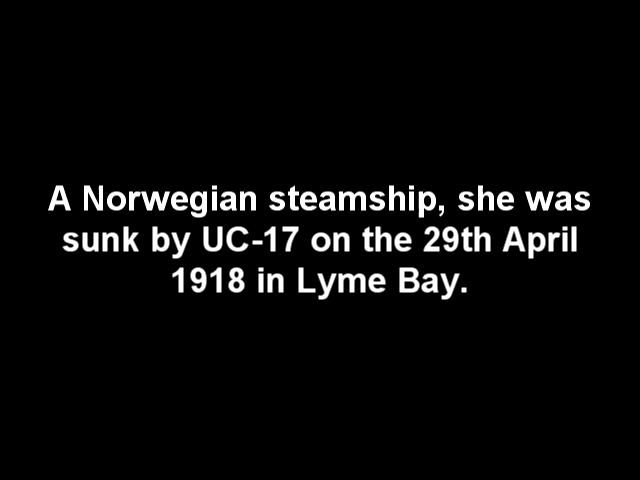 A Norwegian steamship, she was
sunk by UC-17 on the 29th April
1918 in Lyme Bay.